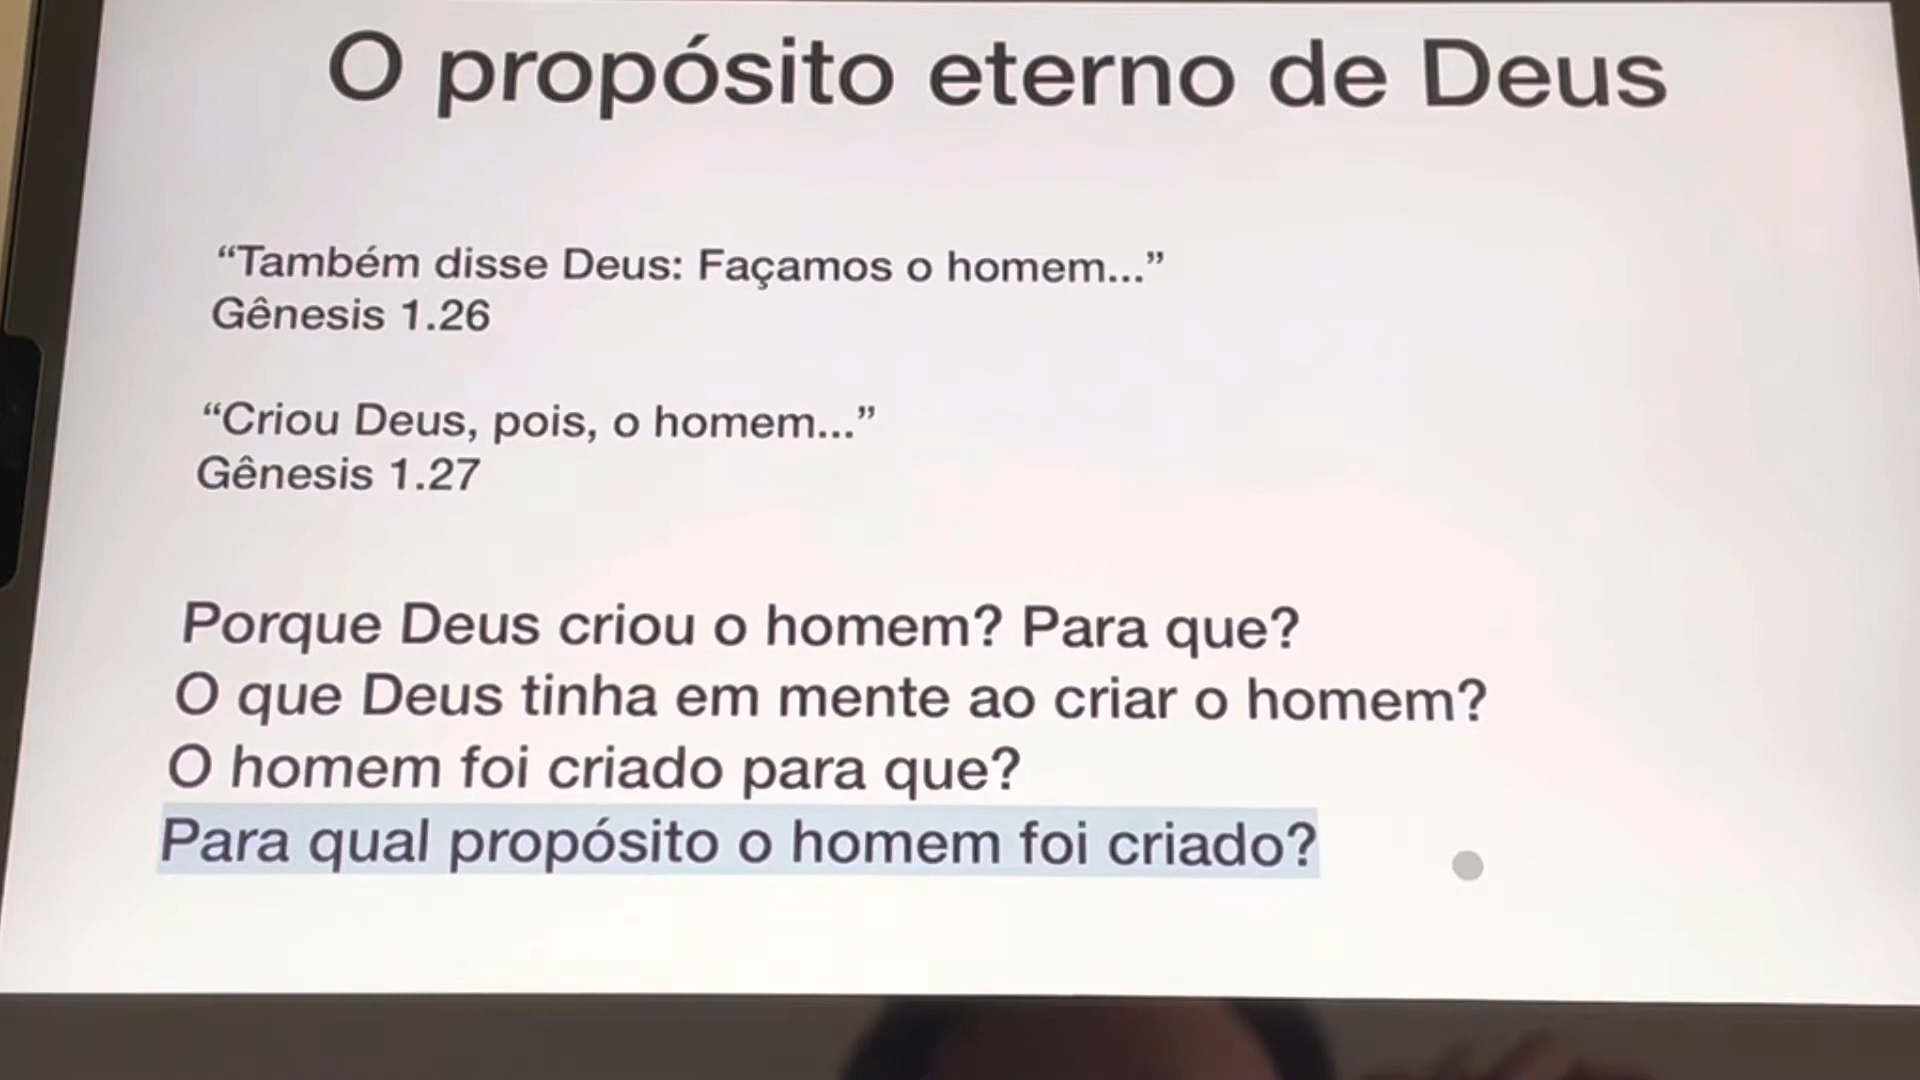 O propósito eterno de Deus
“Também disse Deus: Façamos o homem...”
Gênesis 1.26
“Criou Deus, pois, o homem...”
Gênesis 1.27
Porque Deus criou o homem? Para que?
O que Deus tinha em mente ao criar o homem?
O homem foi criado para que?
Para qual propósito o homem foi criado?